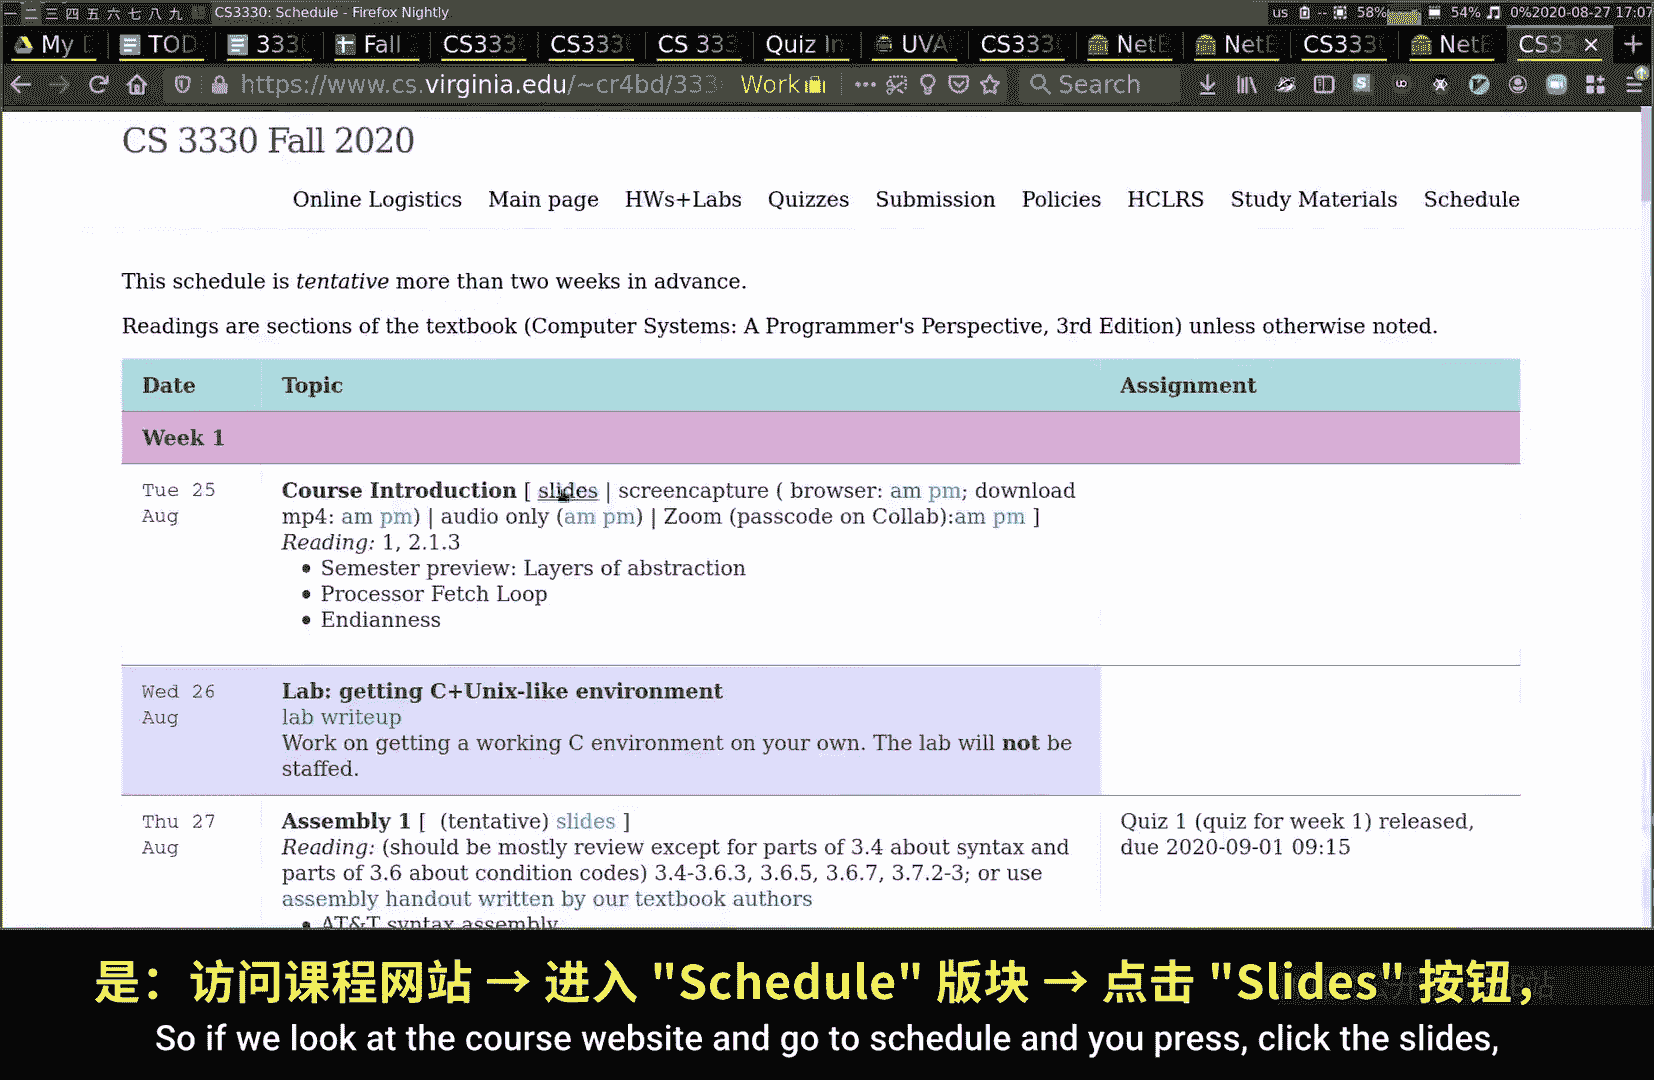 一 二 三 四 五 六 七 八 九 CS3330: Schedule - Firefox Nightly us -- 58% 54% 0%2020-08-27 17:07
My TOD 333 Fall CS333 CS333 CS 333 Quiz In UVA CS333 NetE NetE CS333 NetE CS3
https://www.cs.virginia.edu/~cr4bd/333 Work Search
CS 3330 Fall 2020
Online Logistics Main page HWs+Labs Quizzes Submission Policies HCLRS Study Materials Schedule
This schedule is tentative more than two weeks in advance.
Readings are sections of the textbook (Computer Systems: A Programmer's Perspective, 3rd Edition) unless otherwise noted.
Date Topic Assignment
Week 1
Tue 25 Aug
Course Introduction [ slides | screencapture ( browser: am pm; download
mp4: am pm) | audio only (am pm) | Zoom (passcode on Collab):am pm ]
Reading: 1, 2.1.3
• Semester preview: Layers of abstraction
• Processor Fetch Loop
• Endianness
Wed 26 Aug
Lab: getting C+Unix-like environment
lab writeup
Work on getting a working C environment on your own. The lab will not be
staffed.
Thu 27 Aug
Assembly 1 [ (tentative) slides ]
Reading: (should be mostly review except for parts of 3.4 about syntax and
parts of 3.6 about condition codes) 3.4-3.6.3, 3.6.5, 3.6.7, 3.7.2-3; or use
assembly handout written by our textbook authors
• AT&T syntax assembly
Quiz 1 (quiz for week 1) released,
due 2020-09-01 09:15
是：访问课程网站 → 进入 "Schedule" 版块 → 点击 "Slides" 按钮，
So if we look at the course website and go to schedule and you press, click the slides,